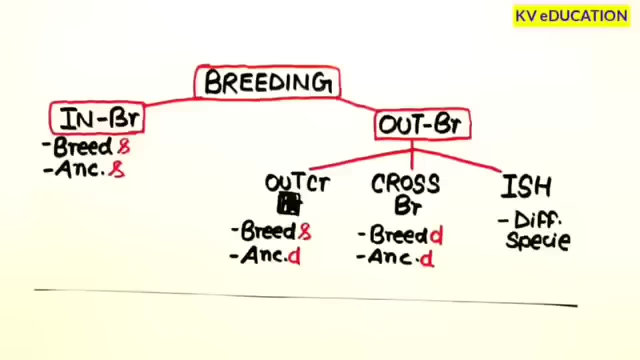 KV eDUCATION
BREEDING
IN-Br
-Breed s
-Anc. s
OUT-Br
OUTCr
-Breed s
-Anc. d
CROSS
Br
-Breed d
-Anc. d
ISH
-Diff.
Specie